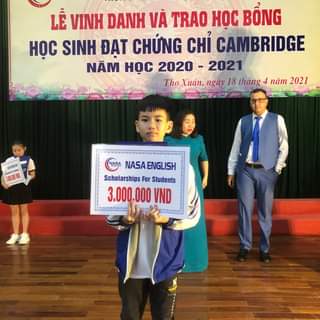 LỄ VINH DANH VÀ TRAO HỌC BỔNG
HỌC SINH ĐẠT CHỨNG CHỈ CAMBRIDGE
NĂM HỌC 2020 - 2021
Thọ Xuân, ngày 18 tháng 4 năm 2021
NASA ENGLISH
Scholarships For Students
3.000.000 VND